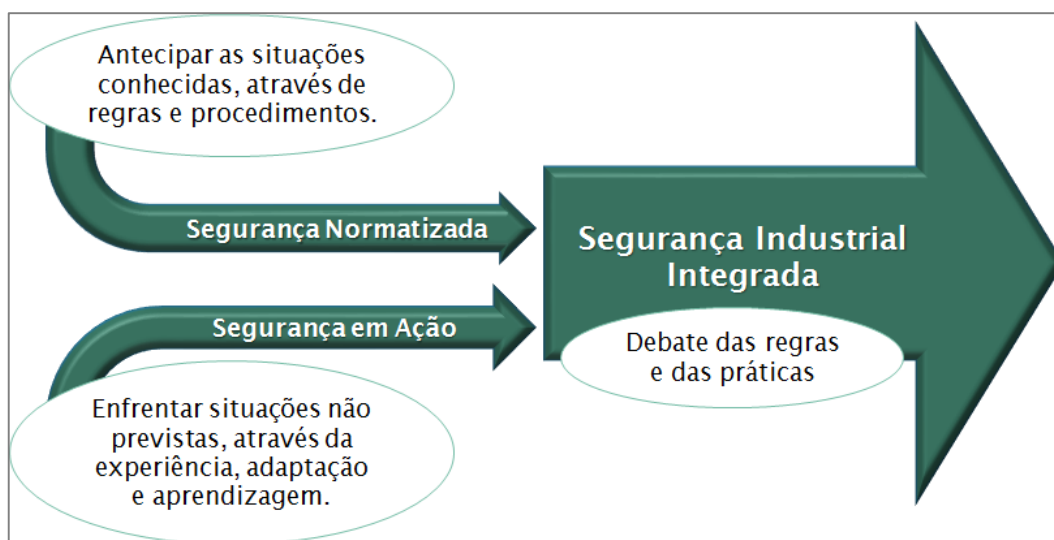 Antecipar as situações
conhecidas, através de
regras e procedimentos.
Segurança Normatizada
Segurança em Ação
Enfrentar situações não
previstas, através da
experiência, adaptação
e aprendizagem.
Segurança Industrial
Integrada
Debate das regras
e das práticas